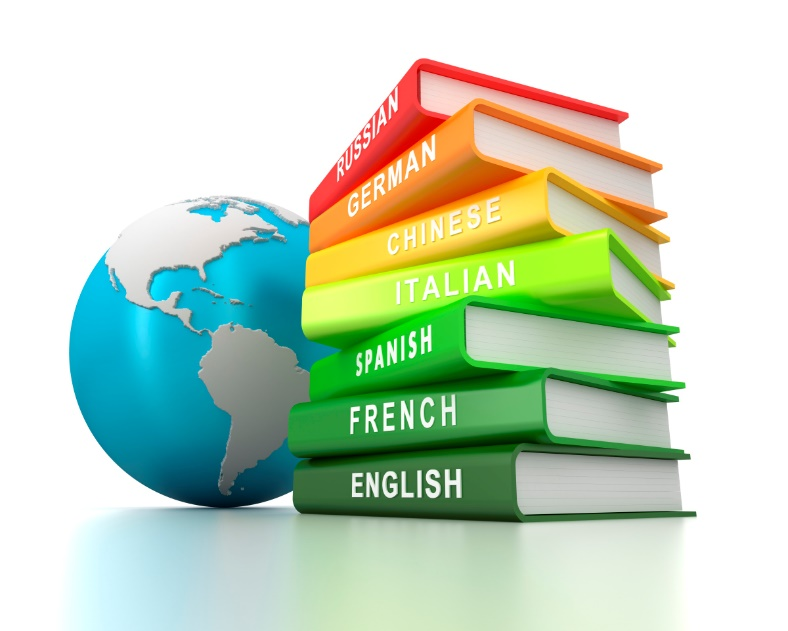 RUSSIAN
GERMAN
CHINESE
ITALIAN
SPANISH
FRENCH
ENGLISH